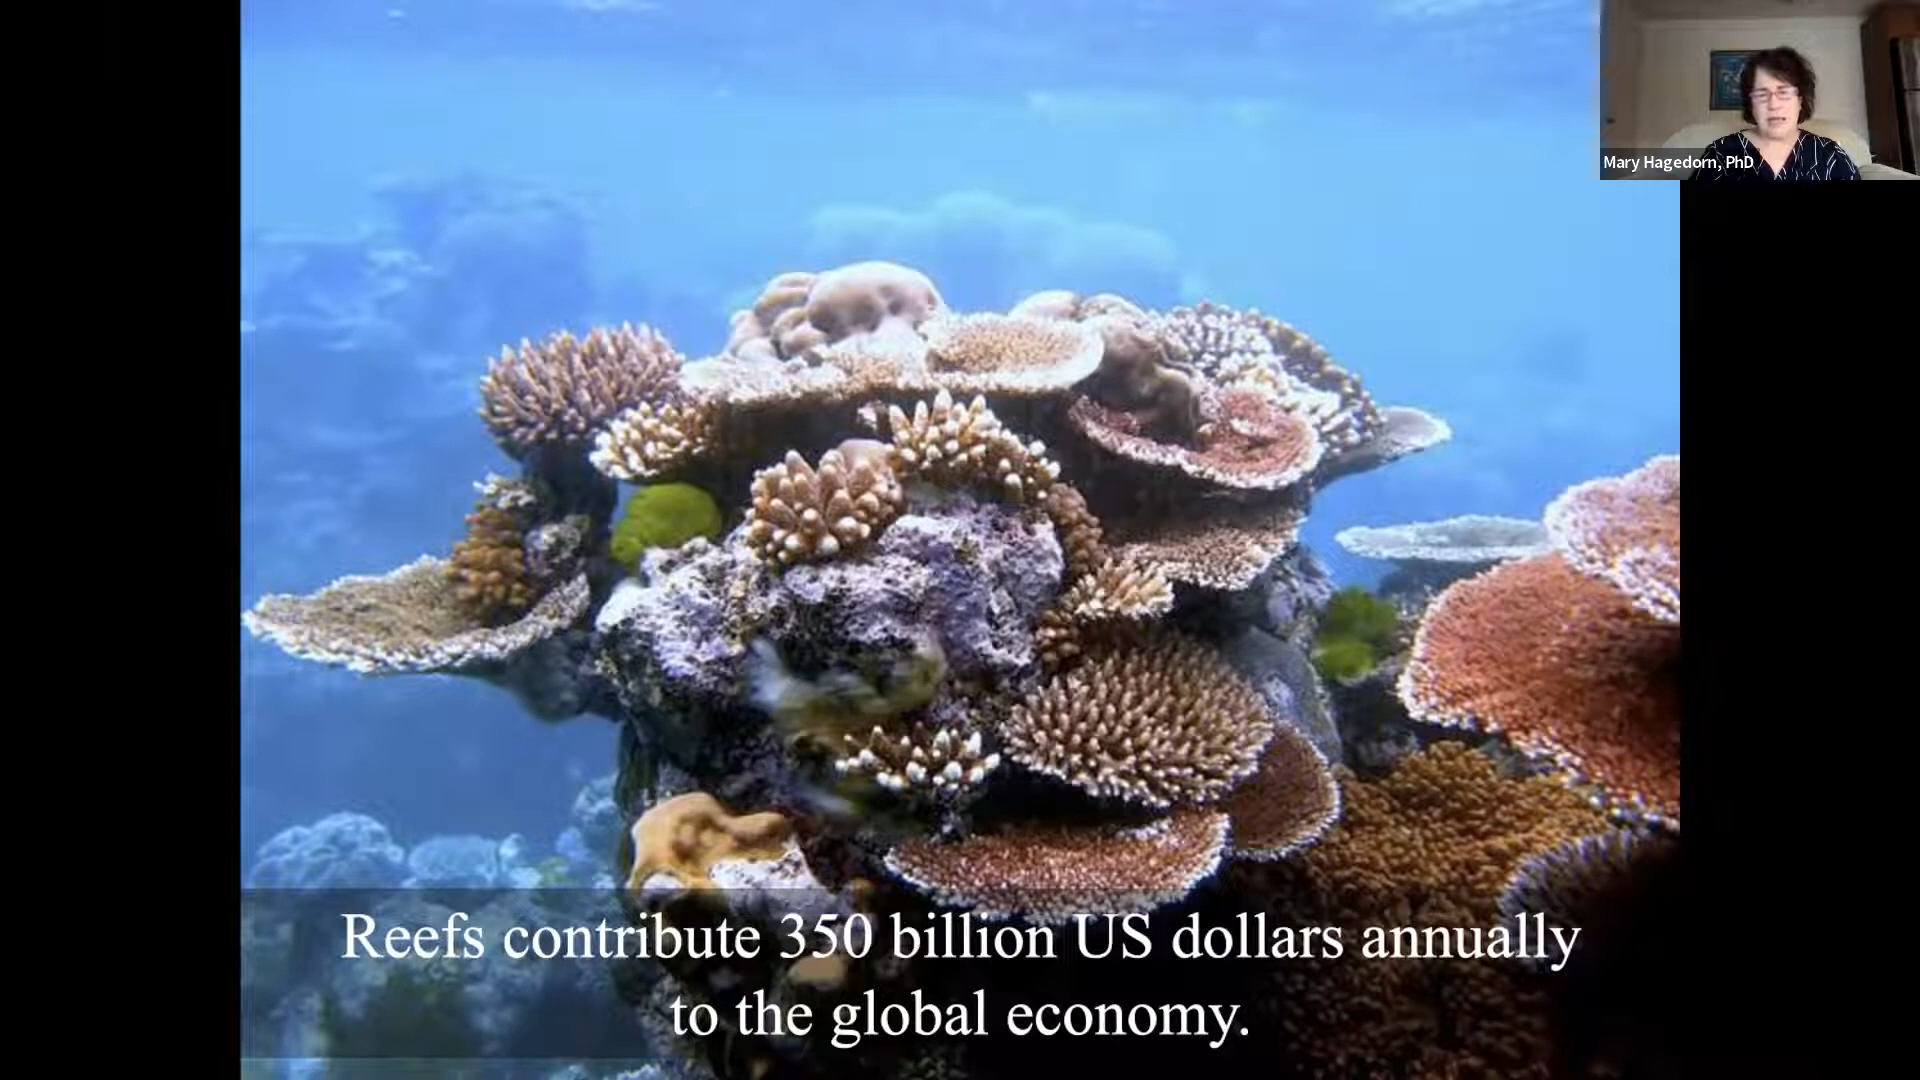 Mary Hagedorn, PhD
Reefs contribute 350 billion US dollars annually
to the global economy.